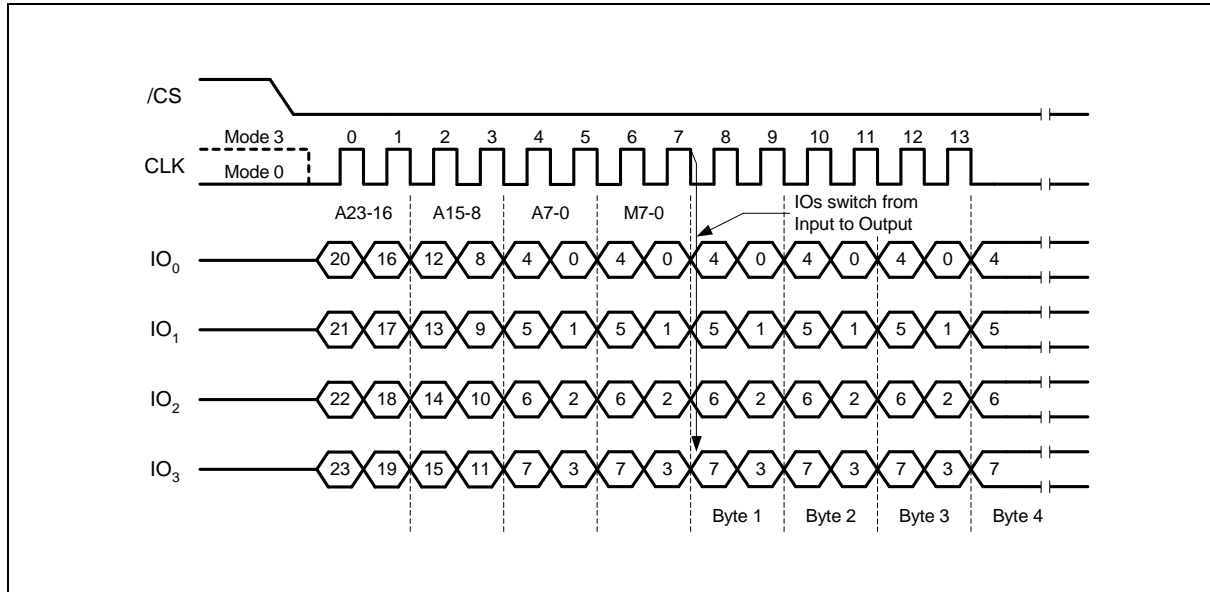 /CS
Mode 3 0 1 2 3 4 5 6 7 8 9 10 11 12 13
CLK
Mode 0
A23-16 A15-8 A7-0 M7-0
IOs switch from
Input to Output
IO0 20 16 12 8 4 0 4 0 4 0 4 0 4 0 4
IO1 21 17 13 9 5 1 5 1 5 1 5 1 5 1 5
IO2 22 18 14 10 6 2 6 2 6 2 6 2 6 2 6
IO3 23 19 15 11 7 3 7 3 7 3 7 3 7 3 7
Byte 1 Byte 2 Byte 3 Byte 4